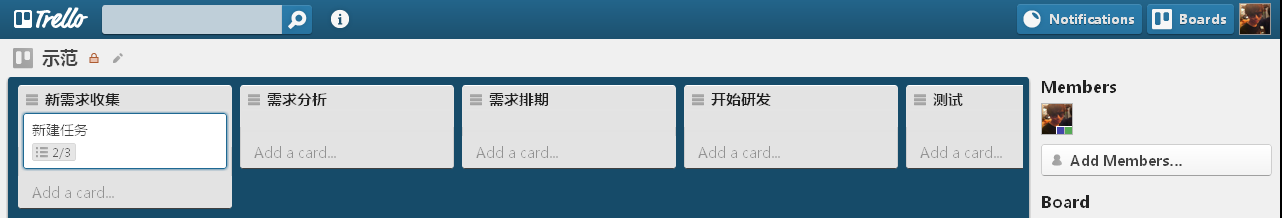 Trello
Notifications
Boards
示范
新需求收集
新建任务
2/3
Add a card...
需求分析
Add a card...
需求排期
Add a card...
开始研发
Add a card...
测试
Add a card...
Members
Add Members...
Board